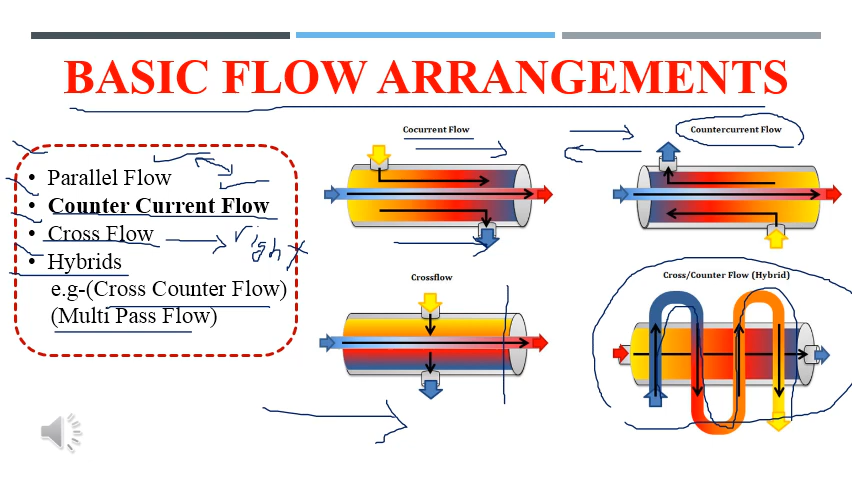 BASIC FLOW ARRANGEMENTS
• Parallel Flow
• Counter Current Flow
• Cross Flow
• Hybrids
e.g-(Cross Counter Flow)
(Multi Pass Flow)
Cocurrent Flow
Countercurrent Flow
Crossflow
Cross/Counter Flow (Hybrid)